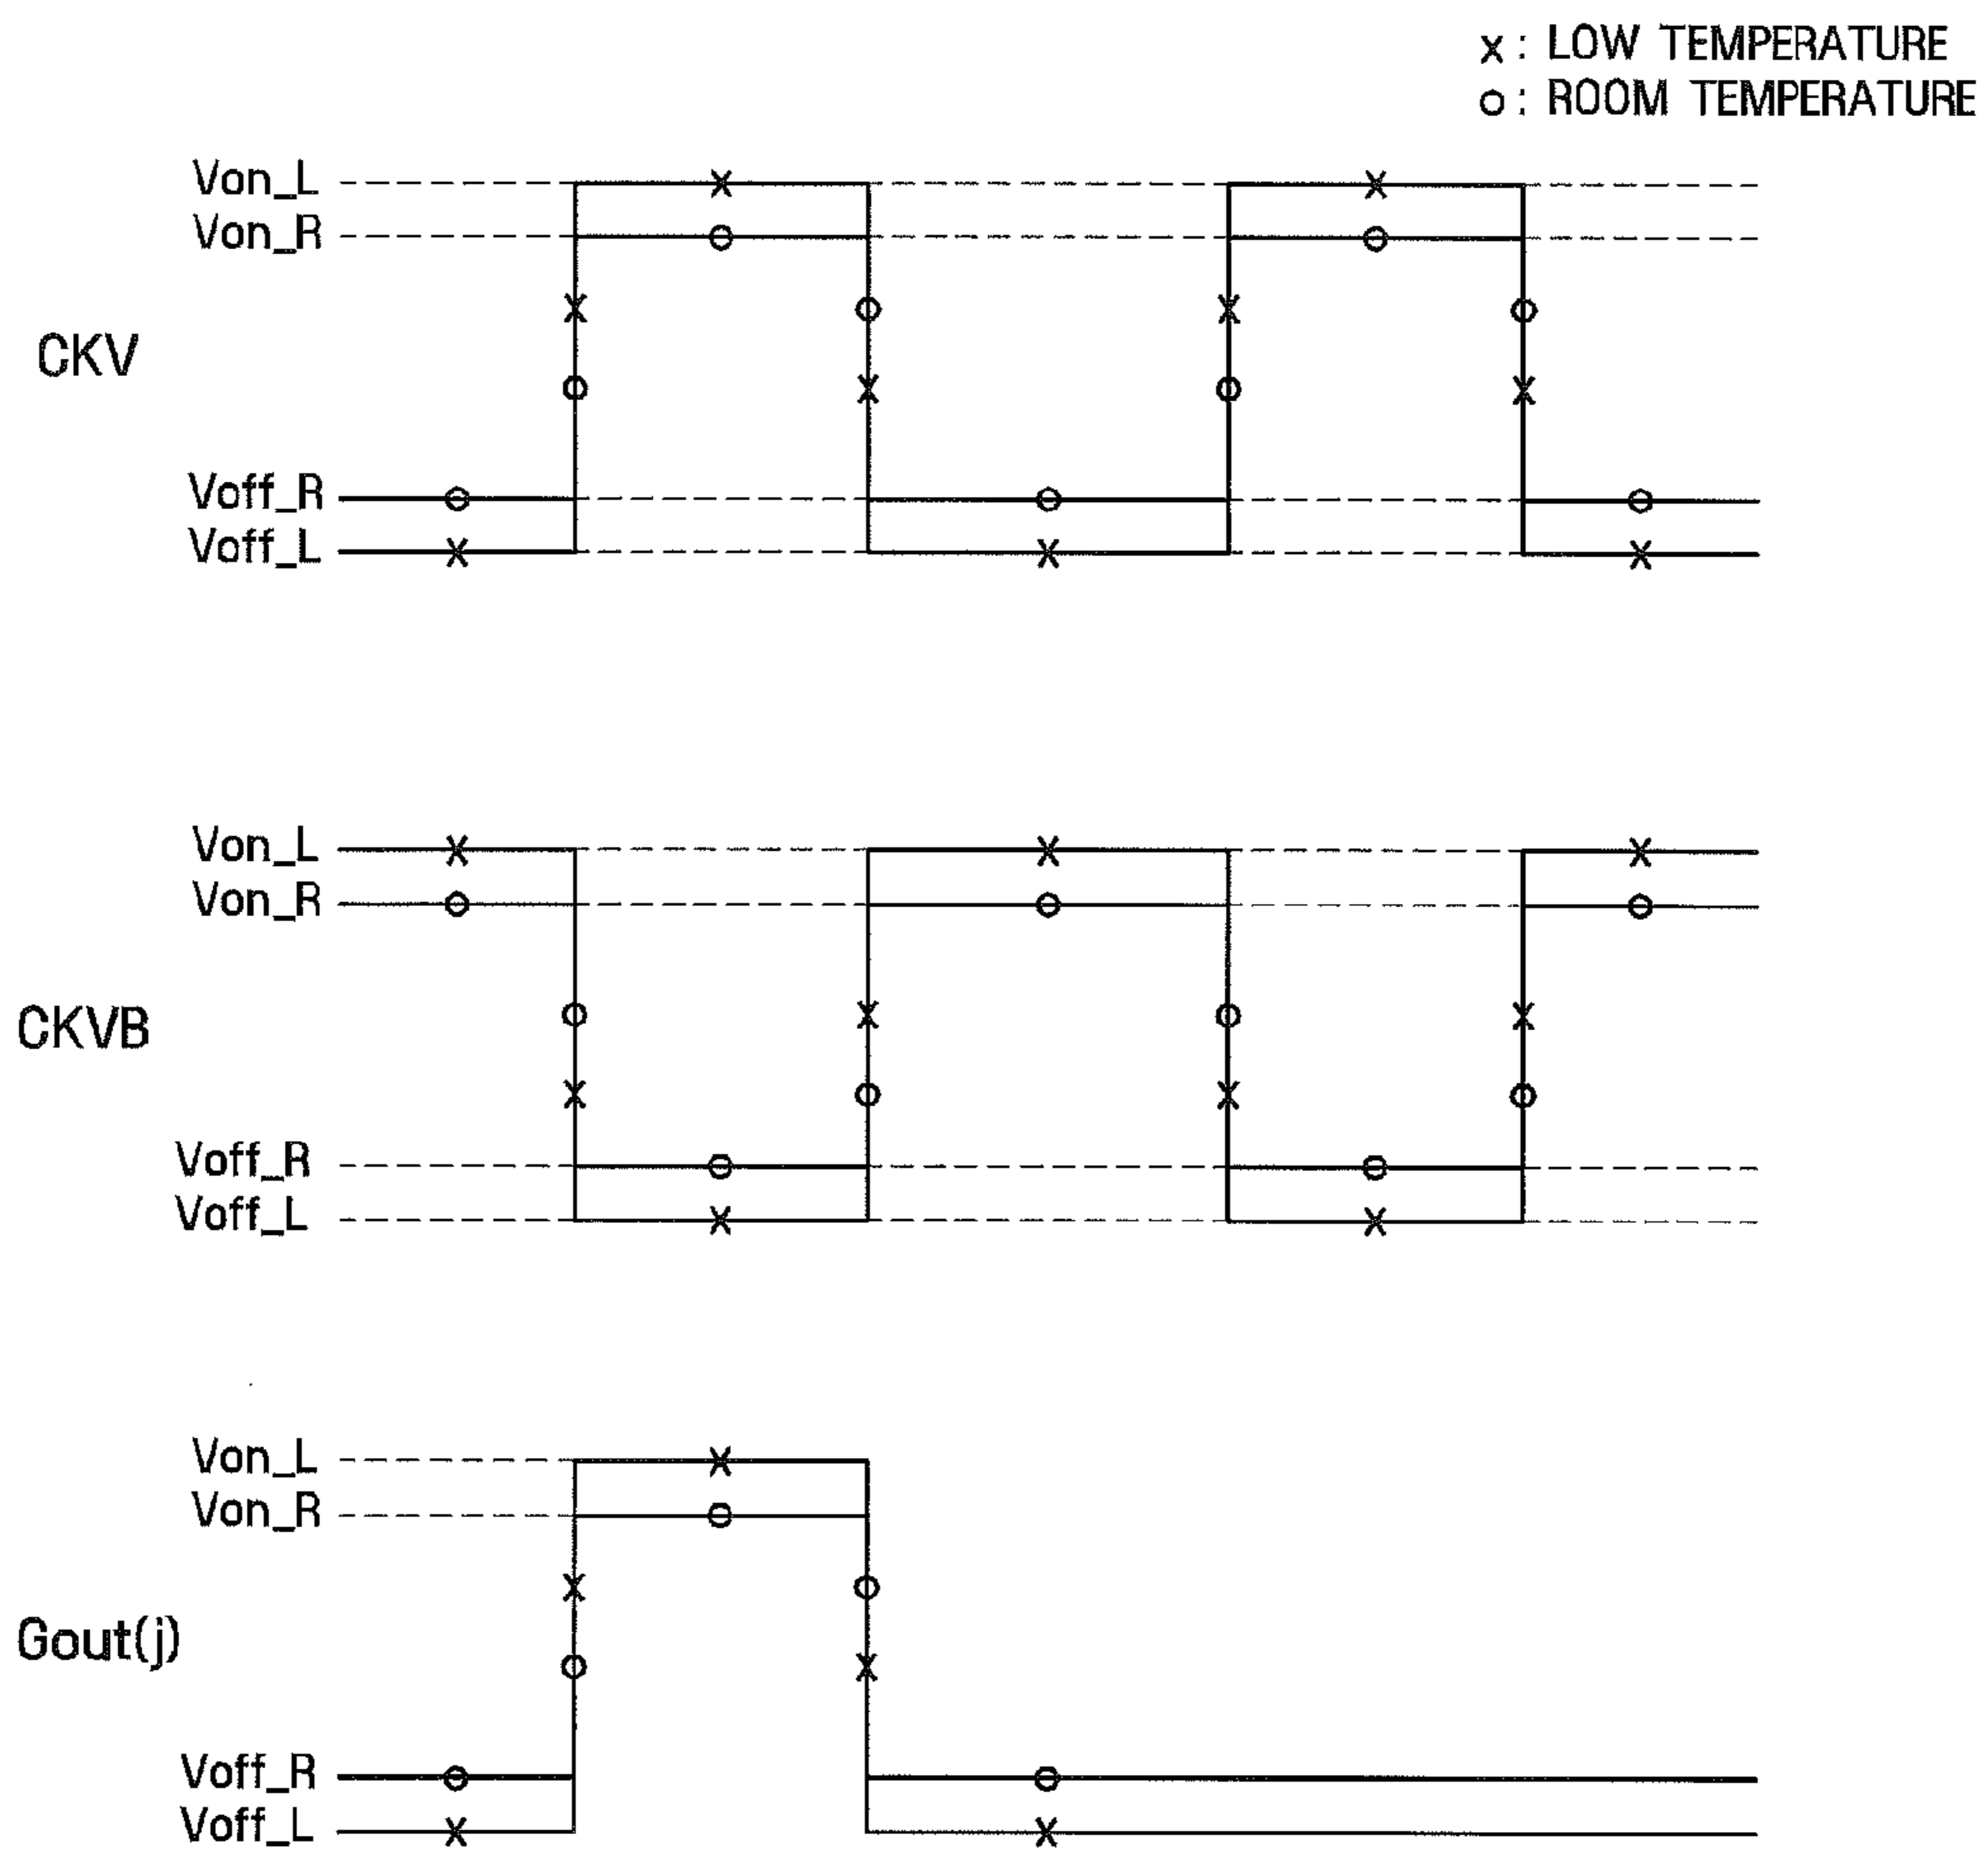 x : LOW TEMPERATURE
o : ROOM TEMPERATURE
Von_L
Von_R
CKV
Voff_R
Voff_L
Von_L
Von_R
CKVB
Voff_R
Voff_L
Von_L
Von_R
Gout(j)
Voff_R
Voff_L